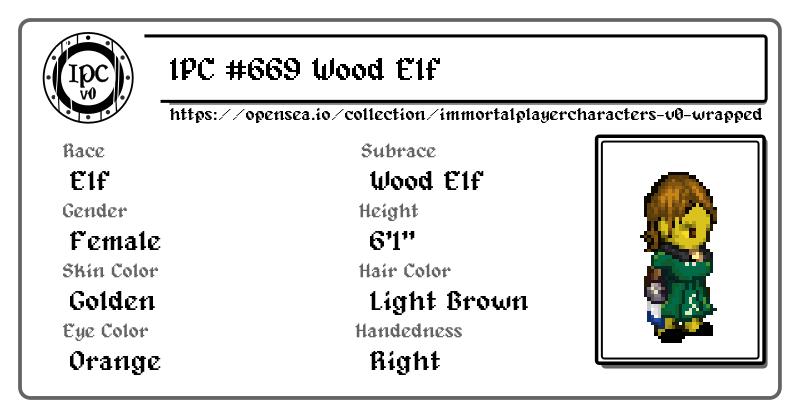 IPC
v0
IPC #669 Wood Elf
https://opensea.io/collection/immortalplayercharacters-v0-wrapped
Race
Elf
Subrace
Wood Elf
Gender
Female
Height
6'1"
Skin Color
Golden
Hair Color
Light Brown
Eye Color
Orange
Handedness
Right